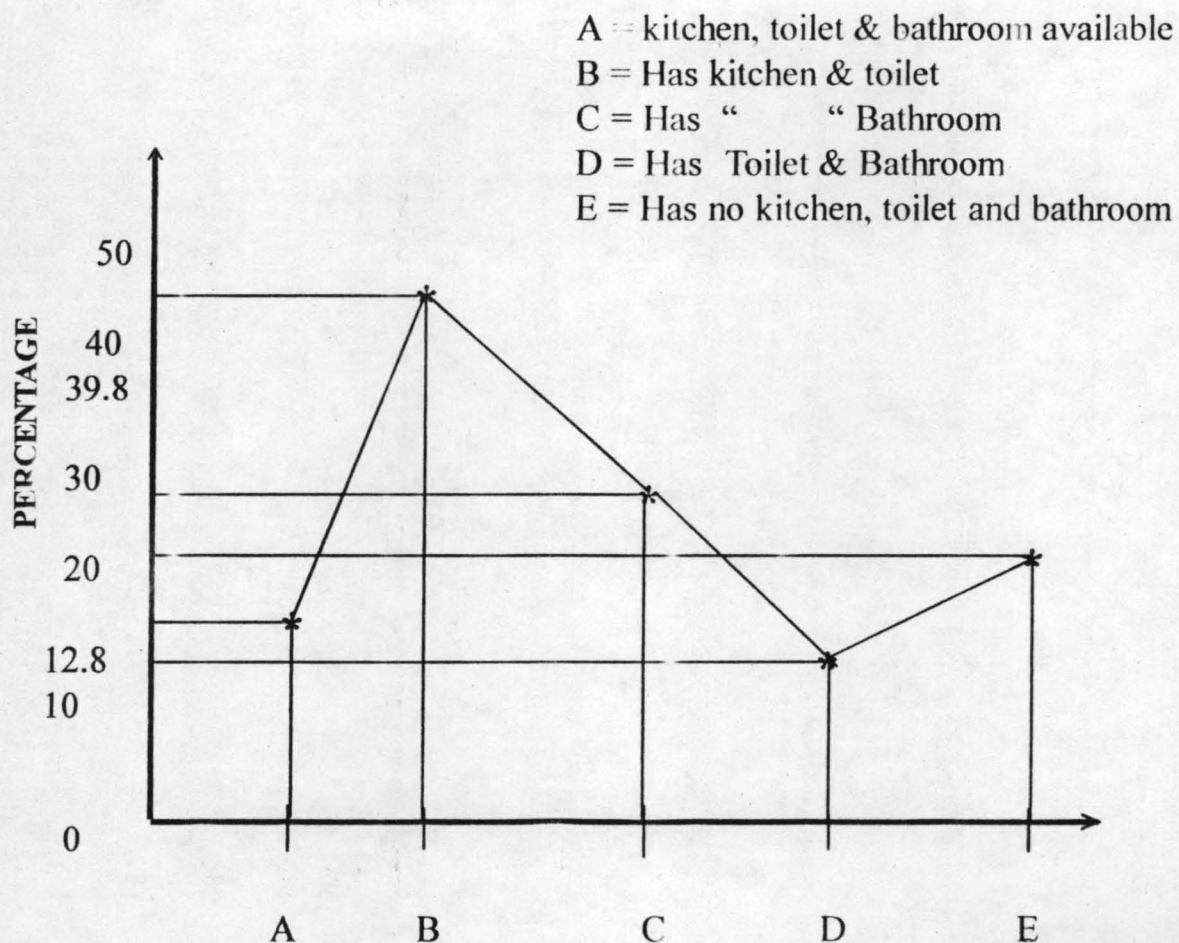 A = kitchen, toilet & bathroom available
B = Has kitchen & toilet
C = Has “ “ Bathroom
D = Has Toilet & Bathroom
E = Has no kitchen, toilet and bathroom
PERCENTAGE
50
40
39.8
30
20
12.8
10
0
A B C D E